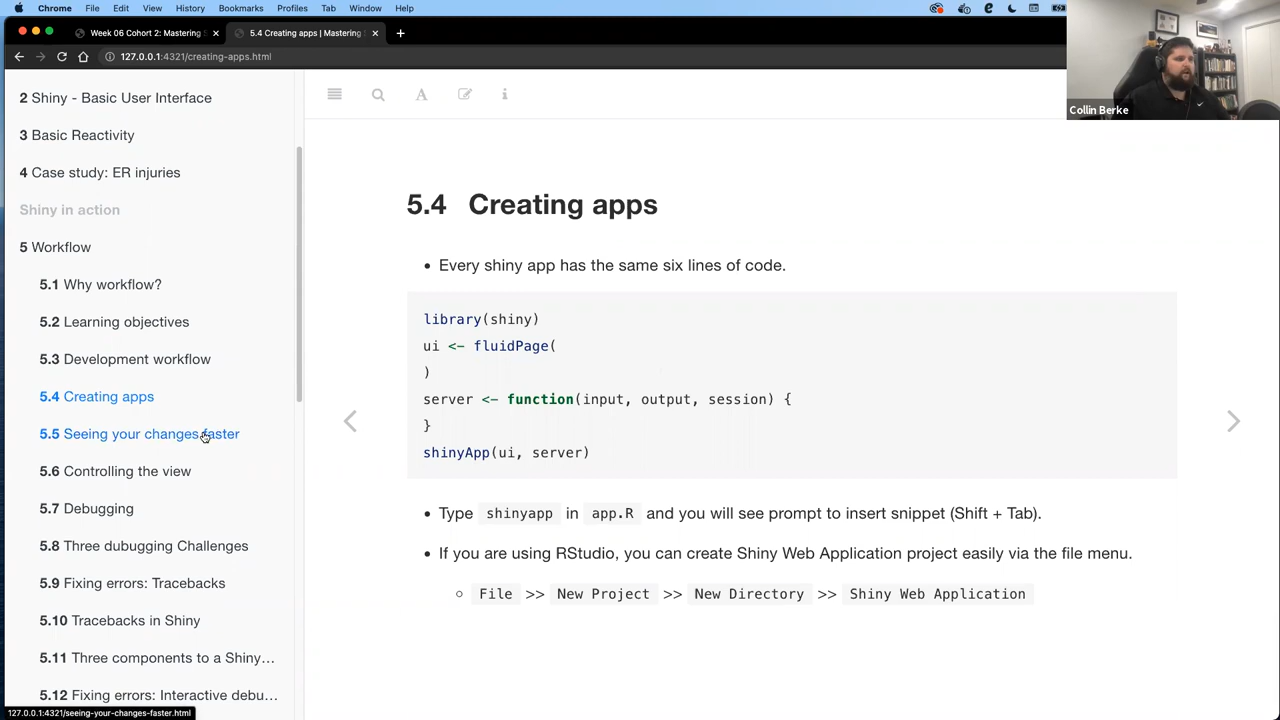 Chrome File Edit View History Bookmarks Profiles Tab Window Help
Week 06 Cohort 2: Mastering
5.4 Creating apps | Mastering
127.0.0.1:4321/creating-apps.html
Collin Berke
2 Shiny - Basic User Interface
3 Basic Reactivity
4 Case study: ER injuries
Shiny in action
5 Workflow
5.1 Why workflow?
5.2 Learning objectives
5.3 Development workflow
5.4 Creating apps
5.5 Seeing your changes faster
5.6 Controlling the view
5.7 Debugging
5.8 Three dubugging Challenges
5.9 Fixing errors: Tracebacks
5.10 Tracebacks in Shiny
5.11 Three components to a Shiny…
5.12 Fixing errors: Interactive debu…
127.0.0.1:4321/seeing-your-changes-faster.html
5.4 Creating apps
• Every shiny app has the same six lines of code.
library(shiny)
ui <- fluidPage(
)
server <- function(input, output, session) {
}
shinyApp(ui, server)
• Type shinyapp in app.R and you will see prompt to insert snippet (Shift + Tab).
• If you are using RStudio, you can create Shiny Web Application project easily via the file menu.
○ File >> New Project >> New Directory >> Shiny Web Application